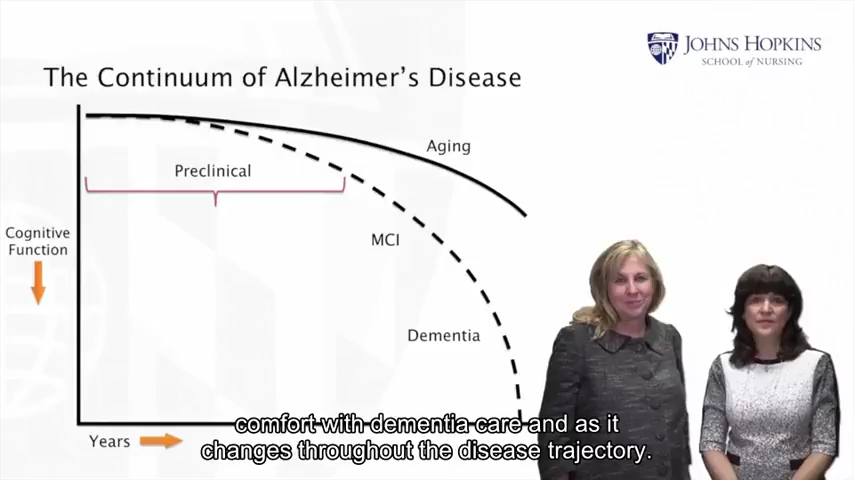 JOHNS HOPKINS
SCHOOL of NURSING
The Continuum of Alzheimer's Disease
Aging
Preclinical
Cognitive
Function
MCI
Dementia
Years
comfort with dementia care and as it
changes throughout the disease trajectory.